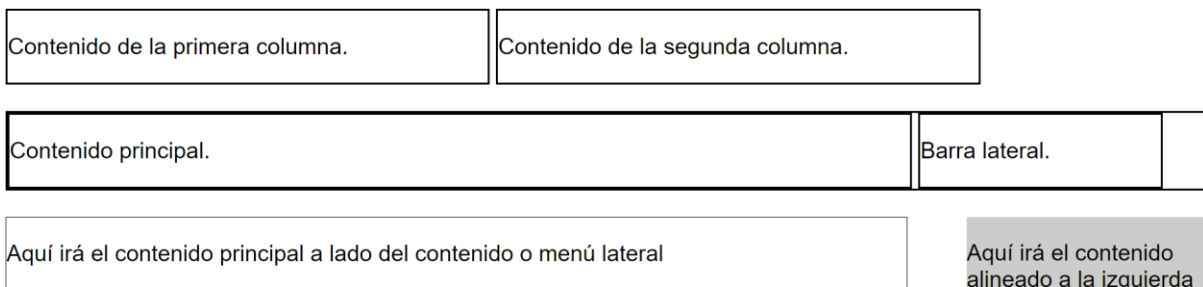 Contenido de la primera columna.
Contenido de la segunda columna.
Contenido principal.
Barra lateral.
Aquí irá el contenido principal a lado del contenido o menú lateral
Aquí irá el contenido
alineado a la izquierda